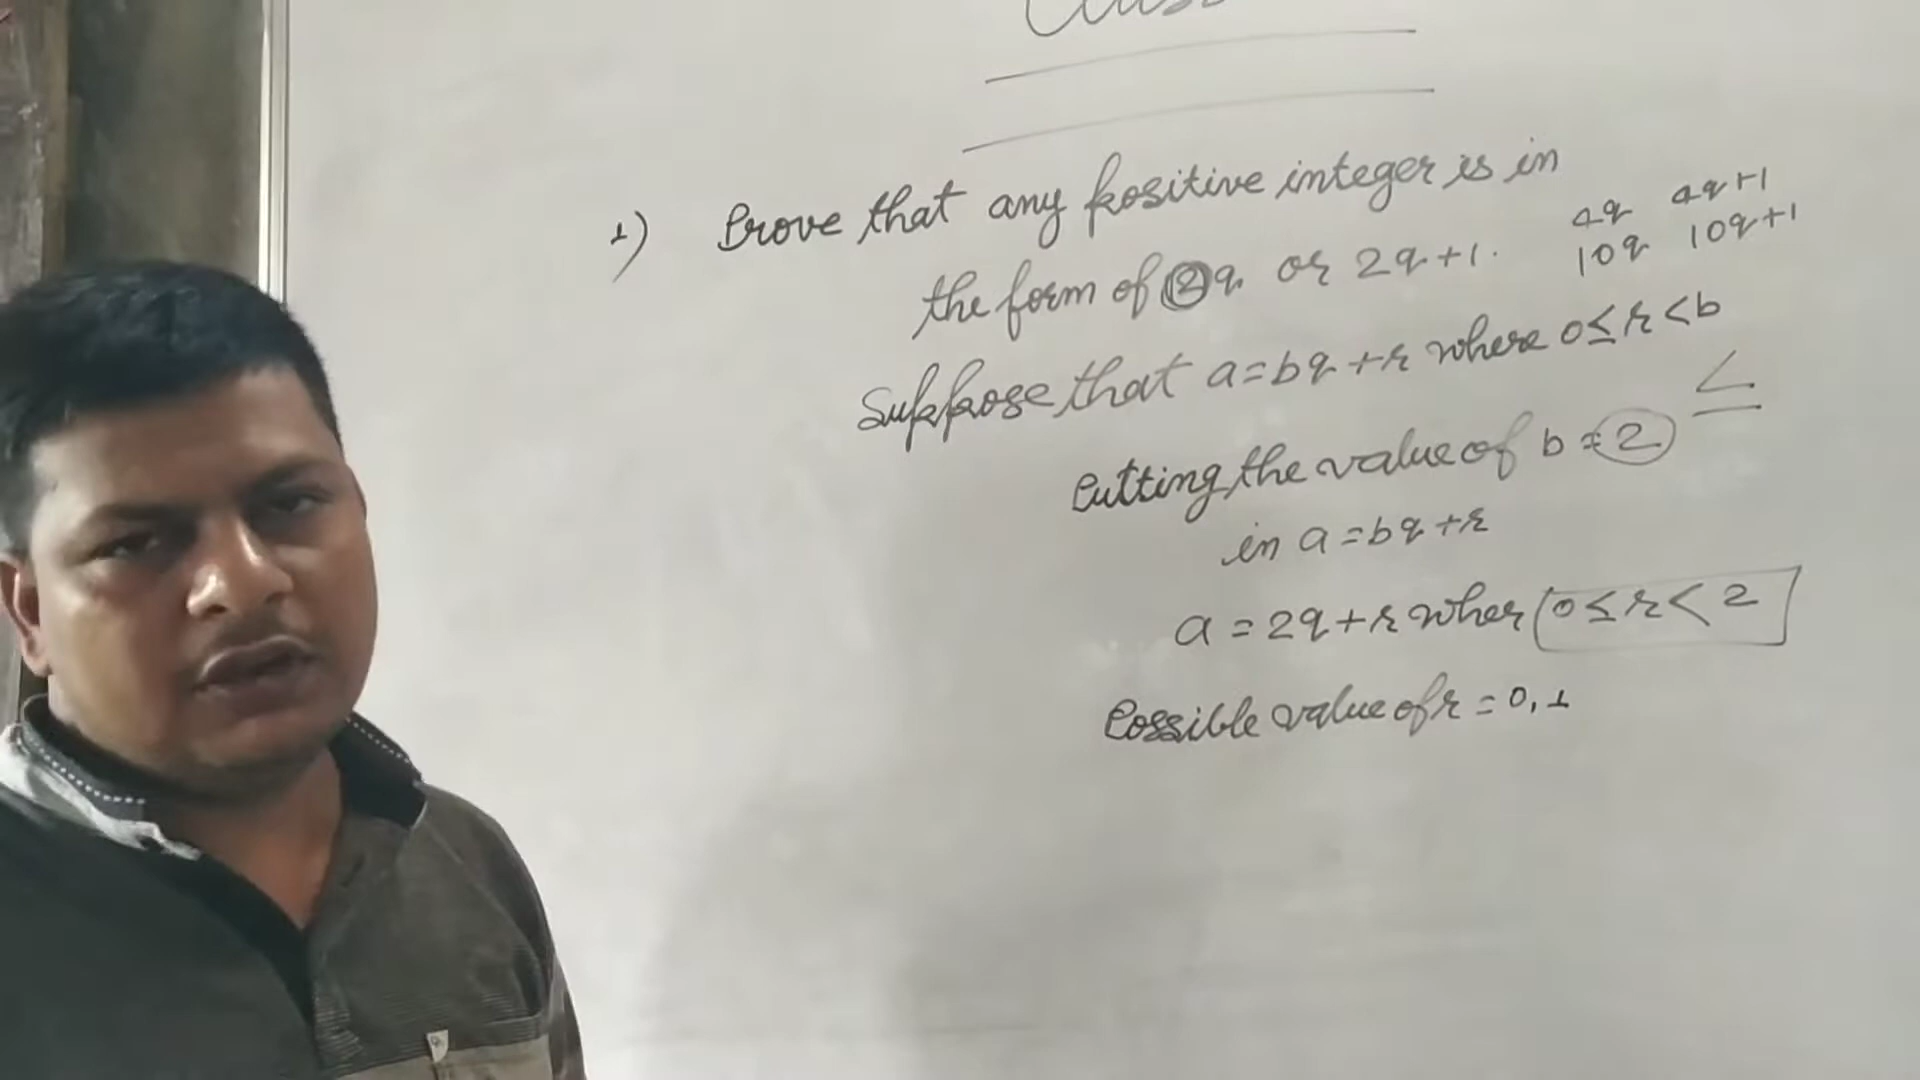 1) Prove that any positive integer is in
the form of 2q or 2q+1.
4q 4q+1
10q 10q+1
Suppose that a=bq+r where 0≤r<b
≤
Putting the value of b=2
in a=bq+r
a=2q+r wher 0≤r<2
Possible value of r=0,1